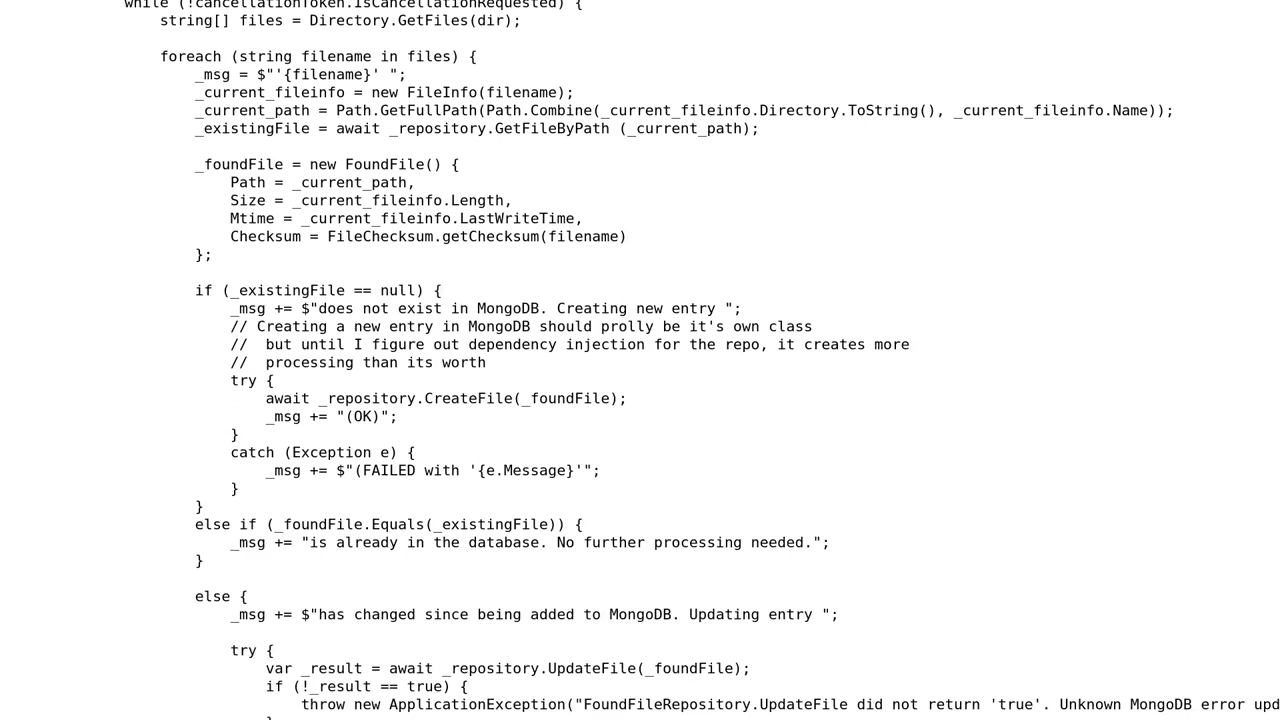 while (!cancellationToken.IsCancellationRequested) {
string[] files = Directory.GetFiles(dir);
foreach (string filename in files) {
_msg = $"'{filename}' ";
_current_fileinfo = new FileInfo(filename);
_current_path = Path.GetFullPath(Path.Combine(_current_fileinfo.Directory.ToString(), _current_fileinfo.Name));
_existingFile = await _repository.GetFileByPath (_current_path);
_foundFile = new FoundFile() {
Path = _current_path,
Size = _current_fileinfo.Length,
Mtime = _current_fileinfo.LastWriteTime,
Checksum = FileChecksum.getChecksum(filename)
};
if (_existingFile == null) {
_msg += $"does not exist in MongoDB. Creating new entry ";
// Creating a new entry in MongoDB should prolly be it's own class
//  but until I figure out dependency injection for the repo, it creates more
//  processing than its worth
try {
await _repository.CreateFile(_foundFile);
_msg += "(OK)";
}
catch (Exception e) {
_msg += $"(FAILED with '{e.Message}'";
}
}
else if (_foundFile.Equals(_existingFile)) {
_msg += "is already in the database. No further processing needed.";
}
else {
_msg += $"has changed since being added to MongoDB. Updating entry ";
try {
var _result = await _repository.UpdateFile(_foundFile);
if (!_result == true) {
throw new ApplicationException("FoundFileRepository.UpdateFile did not return 'true'. Unknown MongoDB error upd
}